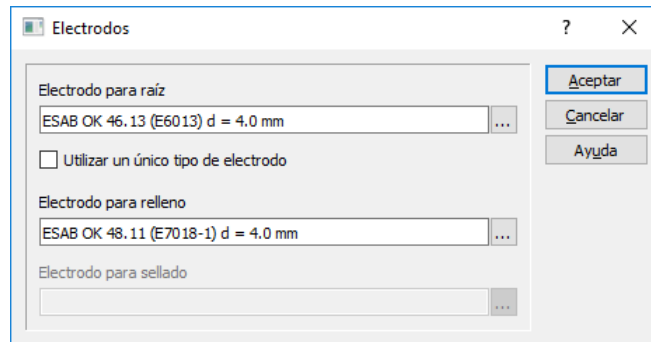 Electrodos
?
Electrodo para raíz
ESAB OK 46.13 (E6013) d = 4.0 mm
...
Utilizar un único tipo de electrodo
Electrodo para relleno
ESAB OK 48.11 (E7018-1) d = 4.0 mm
...
Electrodo para sellado
...
Aceptar
Cancelar
Ayuda